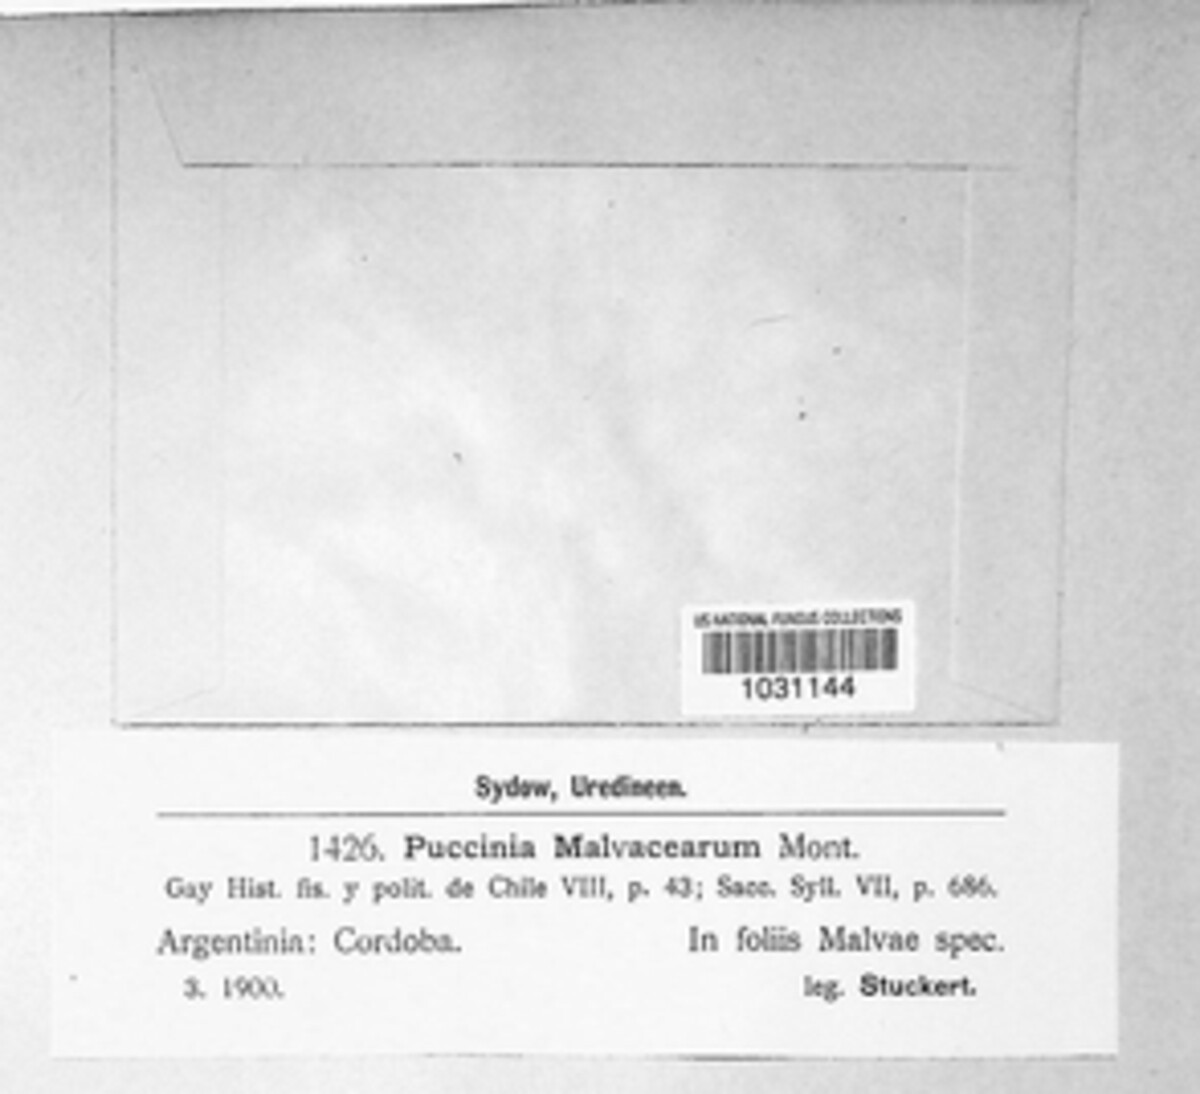 US NATIONAL FUNGUS COLLECTIONS
1031144
Sydow, Uredineen.
1426. Puccinia Malvacearum Mont.
Gay Hist. fis. y polit. de Chile VIII, p. 43; Sacc. Syll. VII, p. 686.
Argentinia: Cordoba. In foliis Malvae spec.
3. 1900. leg. Stuckert.